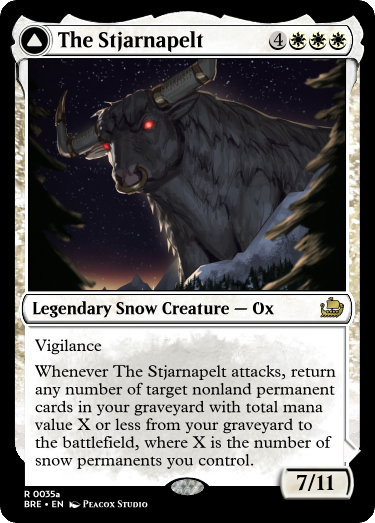 The Stjarnapelt 4
Legendary Snow Creature — Ox
Vigilance
Whenever The Stjarnapelt attacks, return
any number of target nonland permanent
cards in your graveyard with total mana
value X or less from your graveyard to
the battlefield, where X is the number of
snow permanents you control.
7/11
R 0035a
BRE • EN Peacox Studio